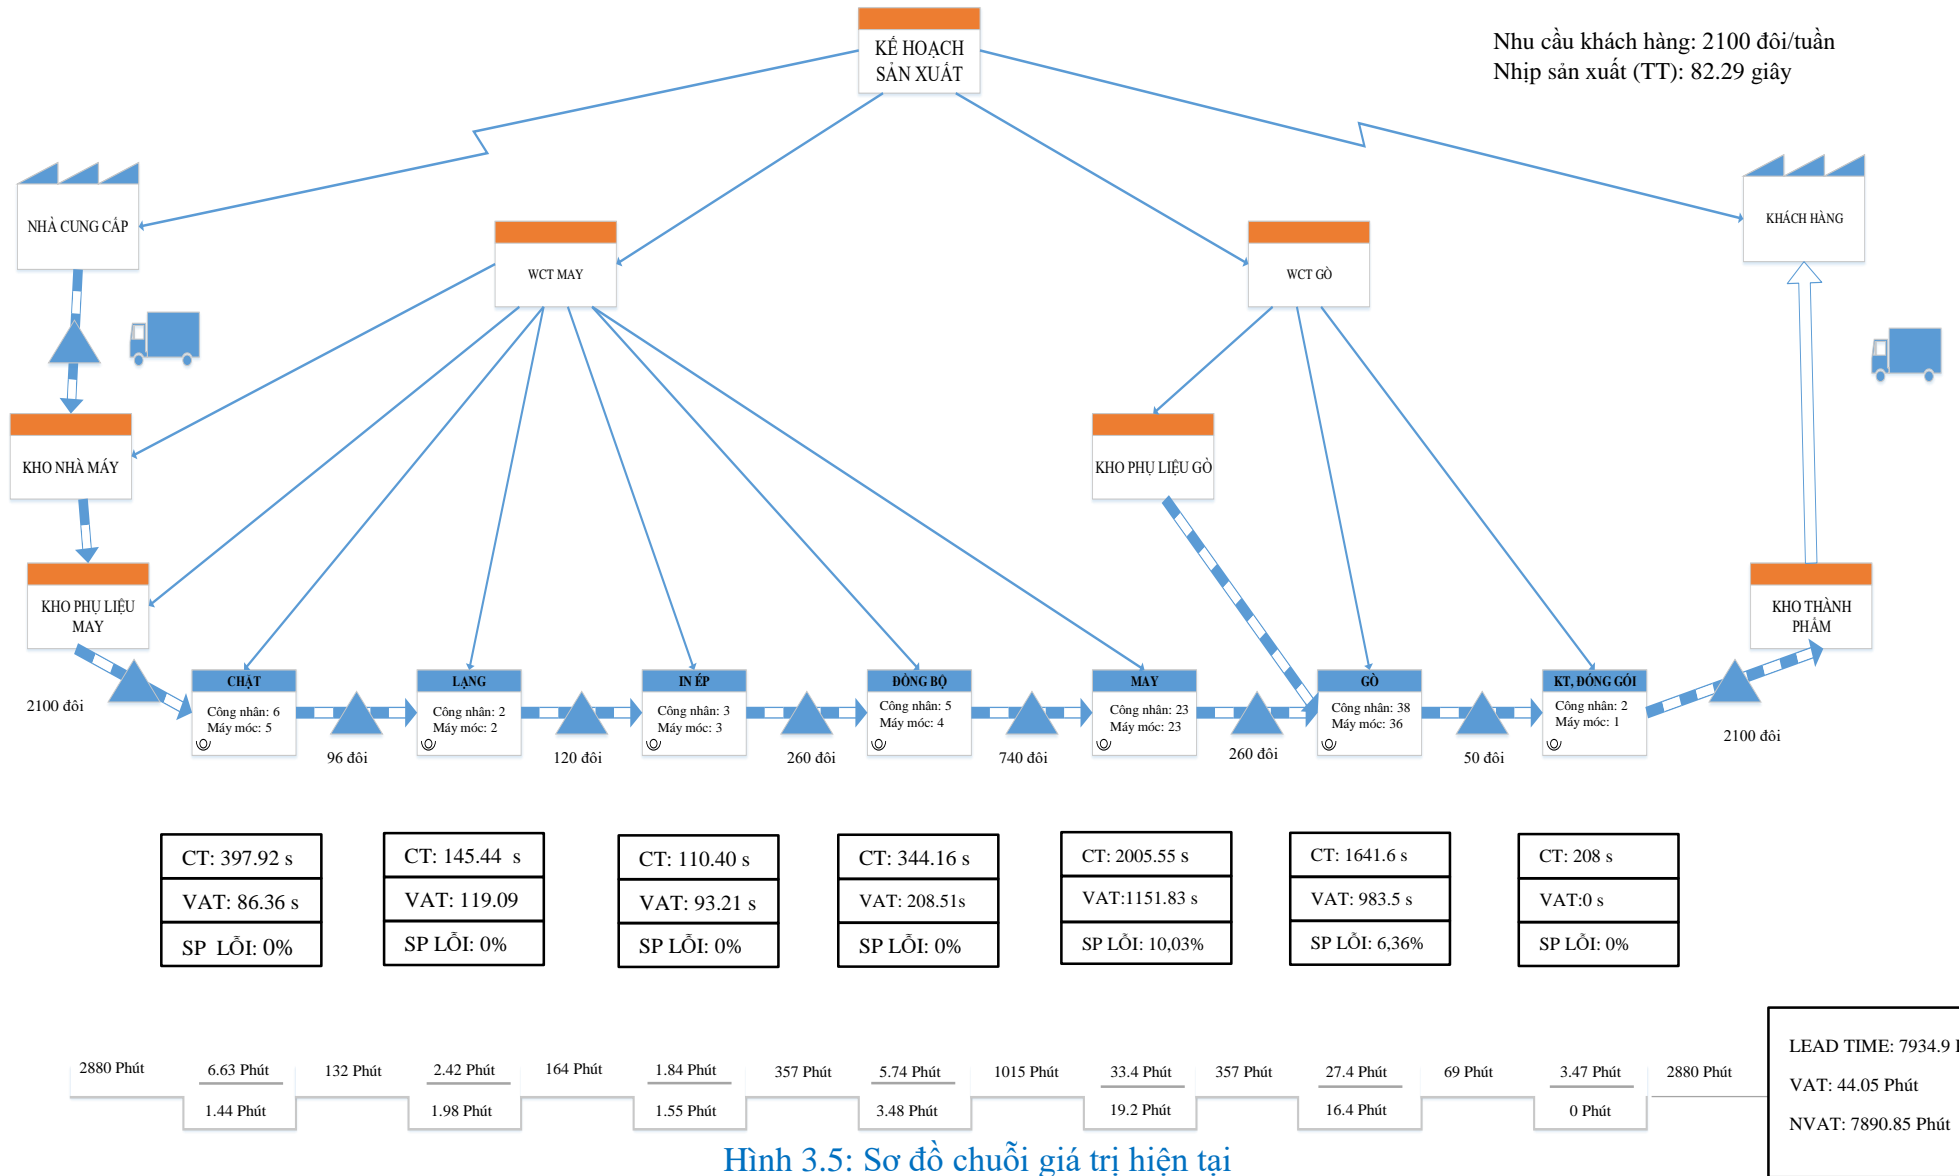 KẾ HOẠCH
SẢN XUẤT
Nhu cầu khách hàng: 2100 đôi/tuần
Nhịp sản xuất (TT): 82.29 giây
NHÀ CUNG CẤP
KHÁCH HÀNG
WCT MAY
WCT GÒ
KHO NHÀ MÁY
KHO PHỤ LIỆU GÒ
KHO PHỤ LIỆU
MAY
KHO THÀNH
PHẨM
2100 đôi
CHẶT
Công nhân: 6
Máy móc: 5
96 đôi
LẠNG
Công nhân: 2
Máy móc: 2
120 đôi
IN ÉP
Công nhân: 3
Máy móc: 3
260 đôi
ĐỒNG BỘ
Công nhân: 5
Máy móc: 4
740 đôi
MAY
Công nhân: 23
Máy móc: 23
260 đôi
GÒ
Công nhân: 38
Máy móc: 36
50 đôi
KT, ĐÓNG GÓI
Công nhân: 2
Máy móc: 1
2100 đôi
CT: 397.92 s
VAT: 86.36 s
SP LỖI: 0%
CT: 145.44 s
VAT: 119.09
SP LỖI: 0%
CT: 110.40 s
VAT: 93.21 s
SP LỖI: 0%
CT: 344.16 s
VAT: 208.51s
SP LỖI: 0%
CT: 2005.55 s
VAT:1151.83 s
SP LỖI: 10,03%
CT: 1641.6 s
VAT: 983.5 s
SP LỖI: 6,36%
CT: 208 s
VAT:0 s
SP LỖI: 0%
2880 Phút
6.63 Phút
1.44 Phút
132 Phút
2.42 Phút
1.98 Phút
164 Phút
1.84 Phút
1.55 Phút
357 Phút
5.74 Phút
3.48 Phút
1015 Phút
33.4 Phút
19.2 Phút
357 Phút
27.4 Phút
16.4 Phút
69 Phút
3.47 Phút
0 Phút
2880 Phút
LEAD TIME: 7934.9
VAT: 44.05 Phút
NVAT: 7890.85 Phút
Hình 3.5: Sơ đồ chuỗi giá trị hiện tại